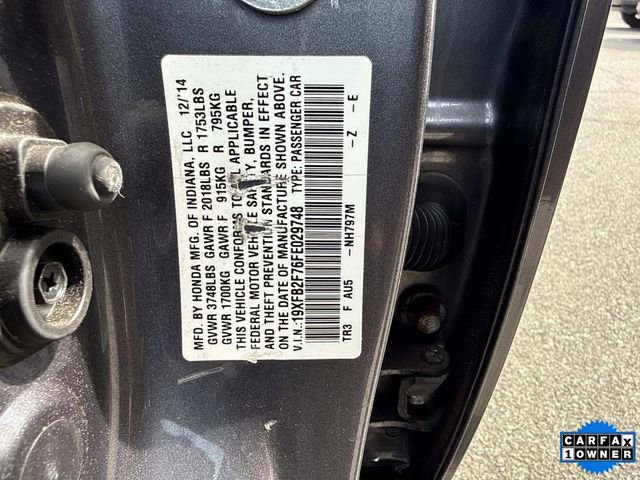 MFD. BY HONDA MFG. OF INDIANA, LLC 12/'14
GVWR 3748LBS GAWR F 2018LBS R 1753LBS
GVWR 1700KG GAWR F 915KG R 795KG
THIS VEHICLE CONFORMS TO ALL APPLICABLE
FEDERAL MOTOR VEHICLE SAFETY, BUMPER,
AND THEFT PREVENTION STANDARDS IN EFFECT
ON THE DATE OF MANUFACTURE SHOWN ABOVE.
V.I.N.:19XFB2F76FE029748 TYPE: PASSENGER CAR
TR3 F AU5 -NH797M -Z -E
CARFAX
1 OWNER